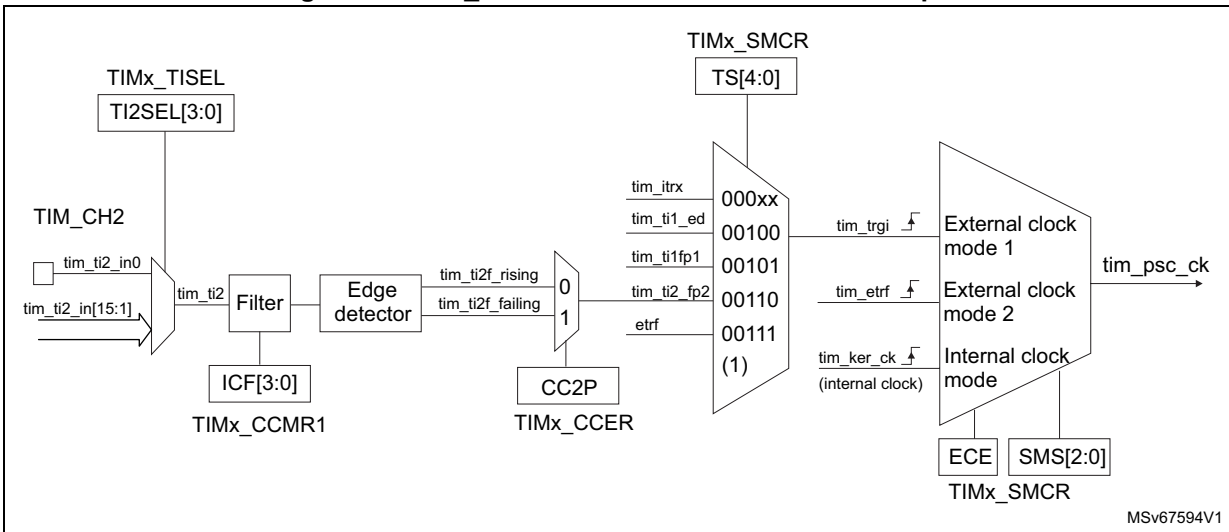 TIMx_SMCR
TS[4:0]
TIMx_TISEL
TI2SEL[3:0]
TIM_CH2
tim_ti2_in0
tim_ti2_in[15:1]
tim_ti2
Filter
ICF[3:0]
TIMx_CCMR1
Edge
detector
tim_ti2f_rising
tim_ti2f_failing
0
1
CC2P
TIMx_CCER
tim_itrx
000xx
tim_ti1_ed
00100
tim_ti1fp1
00101
tim_ti2_fp2
00110
etrf
00111
(1)
tim_trgi
External clock
mode 1
tim_etrf
External clock
mode 2
tim_ker_ck
(internal clock)
Internal clock
mode
tim_psc_ck
ECE
SMS[2:0]
TIMx_SMCR
MSv67594V1